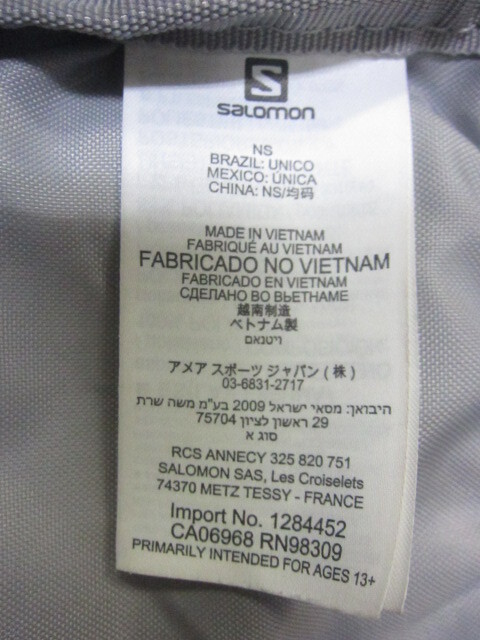 S
salomon
NS
BRAZIL: UNICO
MEXICO: ÚNICA
CHINA: NS/均码
MADE IN VIETNAM
FABRIQUÉ AU VIETNAM
FABRICADO NO VIETNAM
FABRICADO EN VIETNAM
СДЕЛАНО ВО ВЬЕТНАМЕ
越南制造
ベトナム製
ויטנאם
アメア スポーツ ジャパン (株)
03-6831-2717
היבואן: מסאי ישראל 2009 בע"מ משה שרת
29 ראשון לציון 75704
סוג א
RCS ANNECY 325 820 751
SALOMON SAS, Les Croiselets
74370 METZ TESSY - FRANCE
Import No. 1284452
CA06968 RN98309
PRIMARILY INTENDED FOR AGES 13+